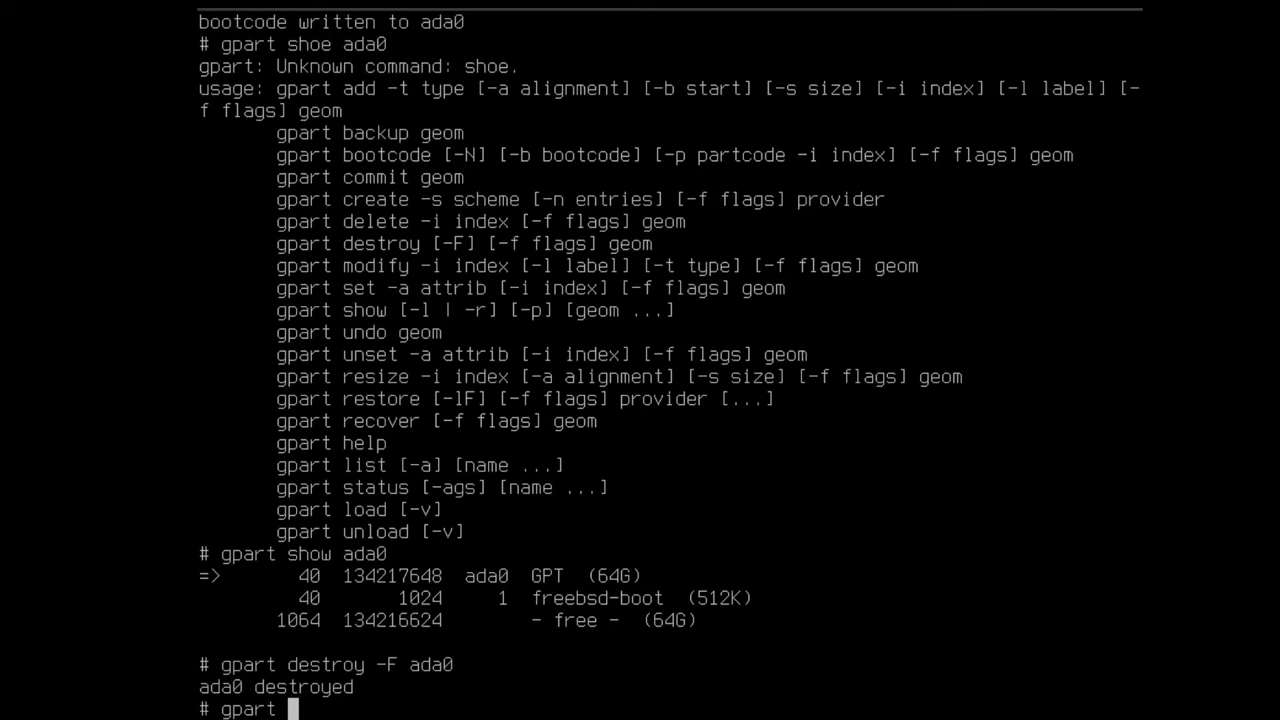 bootcode written to ada0
# gpart shoe ada0
gpart: Unknown command: shoe.
usage: gpart add -t type [-a alignment] [-b start] [-s size] [-i index] [-l label] [-
f flags] geom
gpart backup geom
gpart bootcode [-N] [-b bootcode] [-p partcode -i index] [-f flags] geom
gpart commit geom
gpart create -s scheme [-n entries] [-f flags] provider
gpart delete -i index [-f flags] geom
gpart destroy [-F] [-f flags] geom
gpart modify -i index [-l label] [-t type] [-f flags] geom
gpart set -a attrib [-i index] [-f flags] geom
gpart show [-l | -r] [-p] [geom ...]
gpart undo geom
gpart unset -a attrib [-i index] [-f flags] geom
gpart resize -i index [-a alignment] [-s size] [-f flags] geom
gpart restore [-lF] [-f flags] provider [...]
gpart recover [-f flags] geom
gpart help
gpart list [-a] [name ...]
gpart status [-ags] [name ...]
gpart load [-v]
gpart unload [-v]
# gpart show ada0
=> 40 134217648 ada0 GPT (64G)
40 1024 1 freebsd-boot (512K)
1064 134216624 - free - (64G)
# gpart destroy -F ada0
ada0 destroyed
# gpart